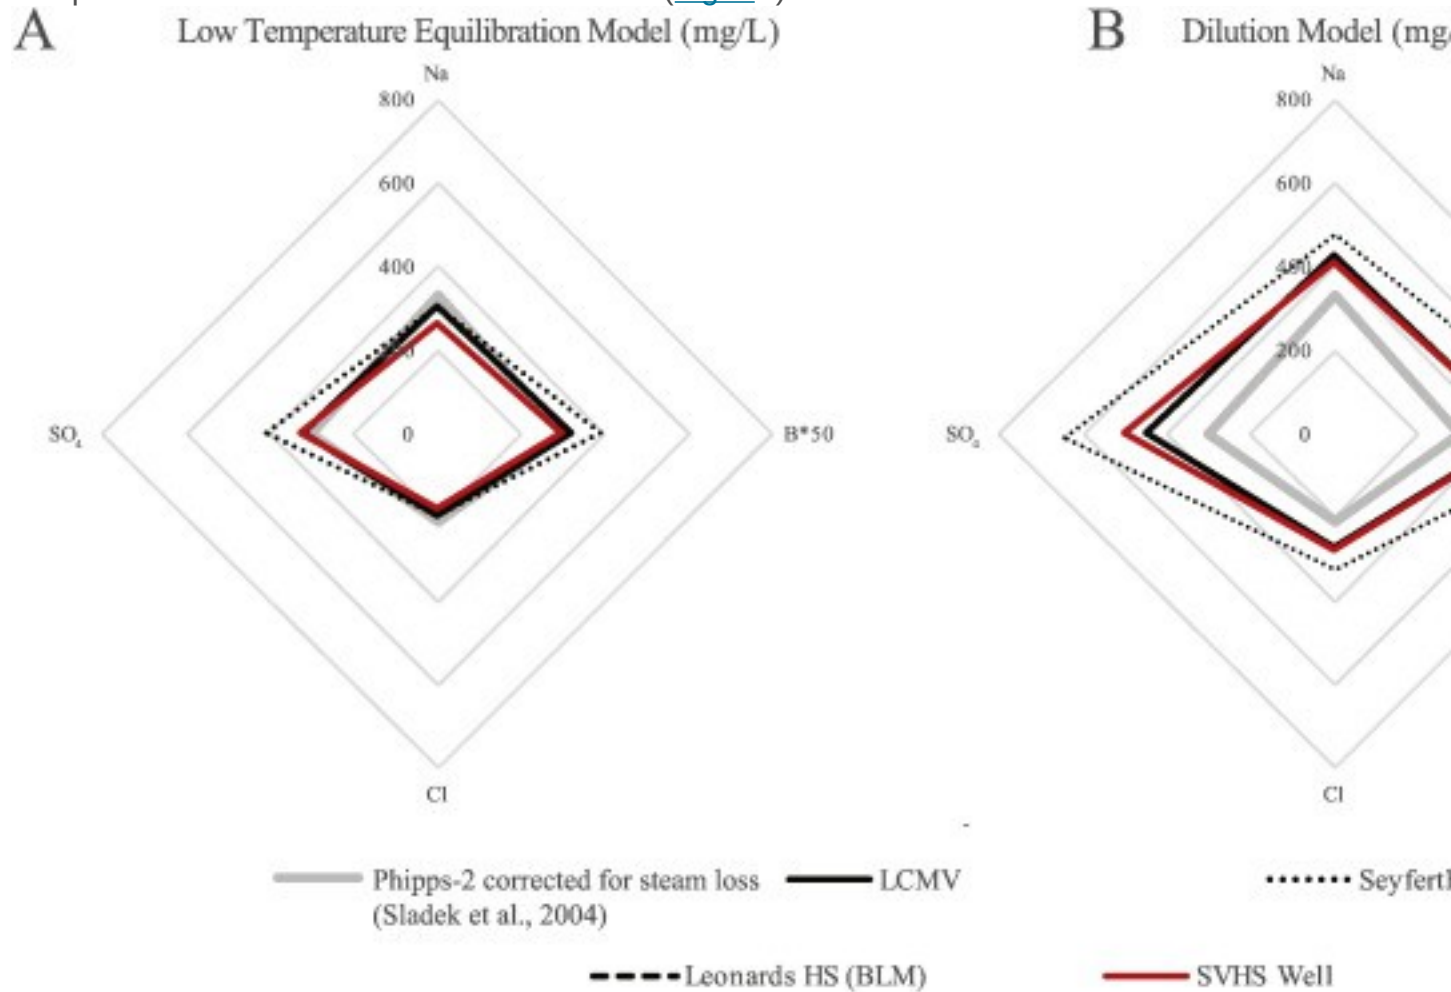 A
Low Temperature Equilibration Model (mg/L)
Na
800
600
400
0
SO4
B*50
Cl
B
Dilution Model (mg/
Na
800
600
400
200
0
SO4
Cl
Phipps-2 corrected for steam loss
(Sladek et al., 2004)
LCMV
Seyferth
Leonards HS (BLM)
SVHS Well